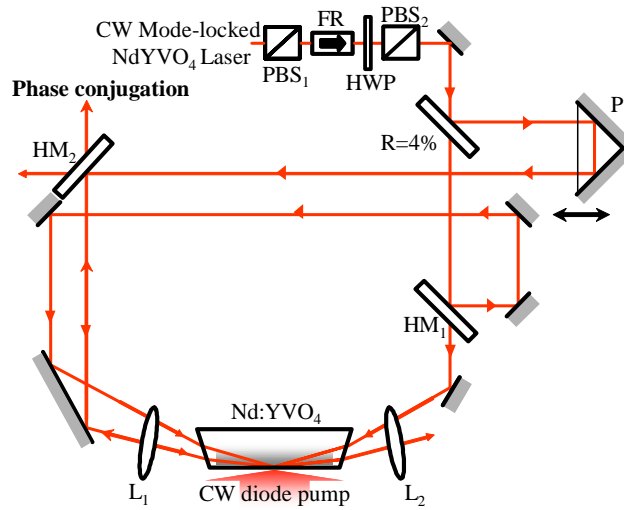 CW Mode-locked
NdYVO₄ Laser
PBS₁
FR
HWP
PBS₂
Phase conjugation
HM₂
R=4%
P
HM₁
Nd:YVO₄
L₁
CW diode pump
L₂